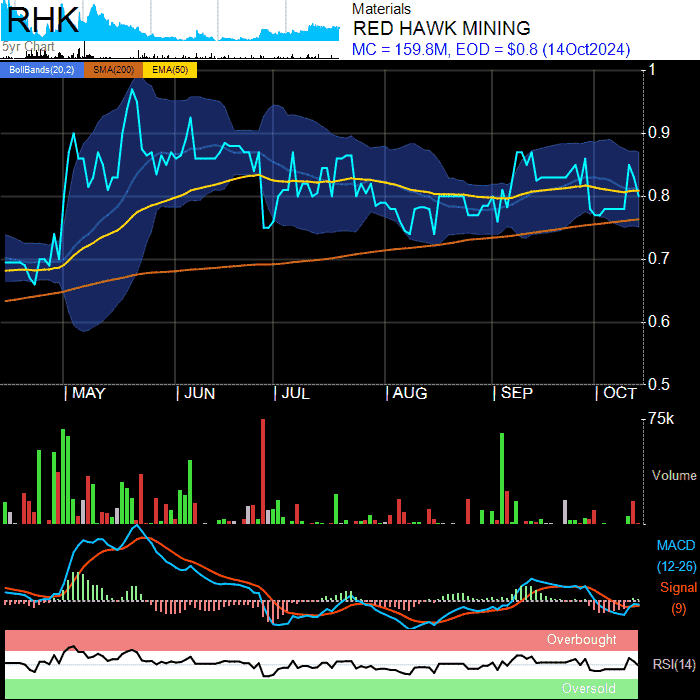 RHK
5yr Chart
Materials
RED HAWK MINING
MC = 159.8M, EOD = $0.8 (14Oct2024)
BollBands(20,2) SMA(200) EMA(50)
1
0.9
0.8
0.7
0.6
0.5
MAY JUN JUL AUG SEP OCT
75k
Volume
MACD
(12-26)
Signal
(9)
Overbought
RSI(14)
Oversold